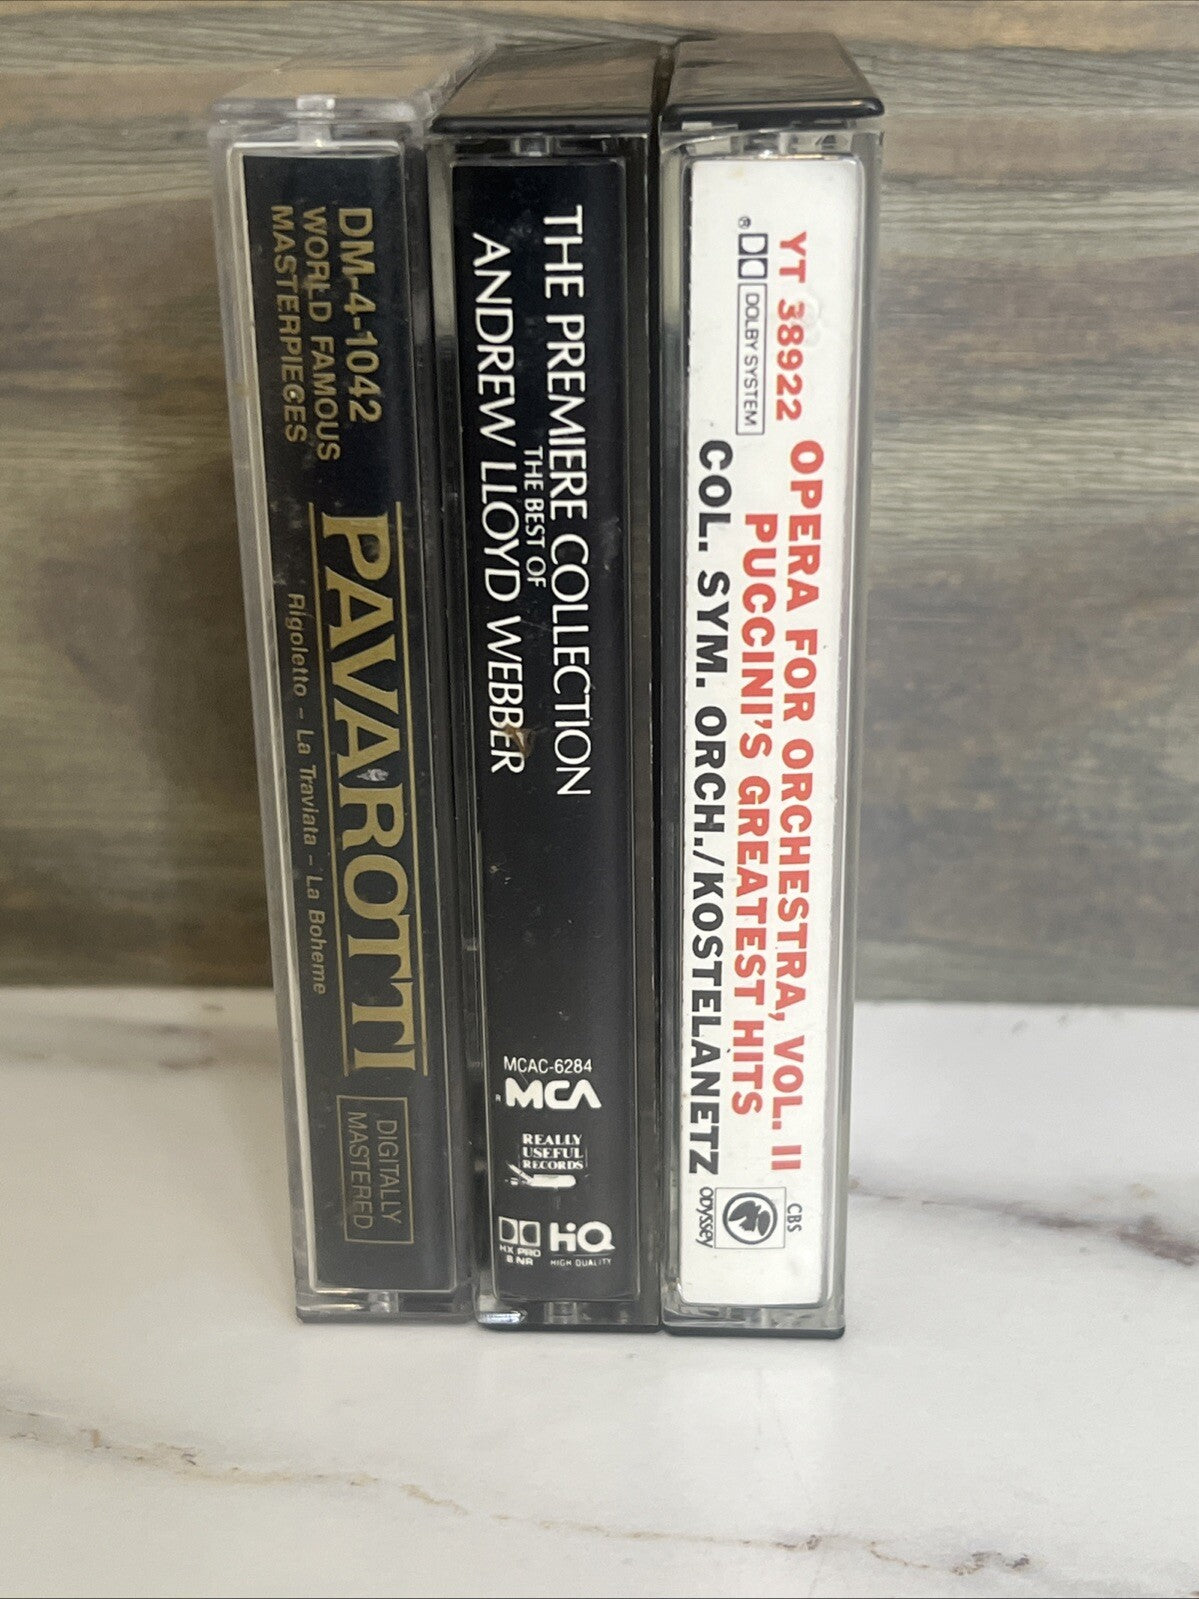 DM-4-1042
WORLD FAMOUS
MASTERPIECES
PAVAROTTI
Rigoletto – La Traviata – La Boheme
DIGITALLY
MASTERED
THE PREMIERE COLLECTION
THE BEST OF
ANDREW LLOYD WEBBER
MCAC-6284
MCA
REALLY
USEFUL
RECORDS
HX PRO
B NR
HiQ
HIGH QUALITY
YT 38922
® DOLBY SYSTEM
OPERA FOR ORCHESTRA, VOL. II
PUCCINI'S GREATEST HITS
COL. SYM. ORCH./KOSTELANETZ
CBS
ODYSSEY